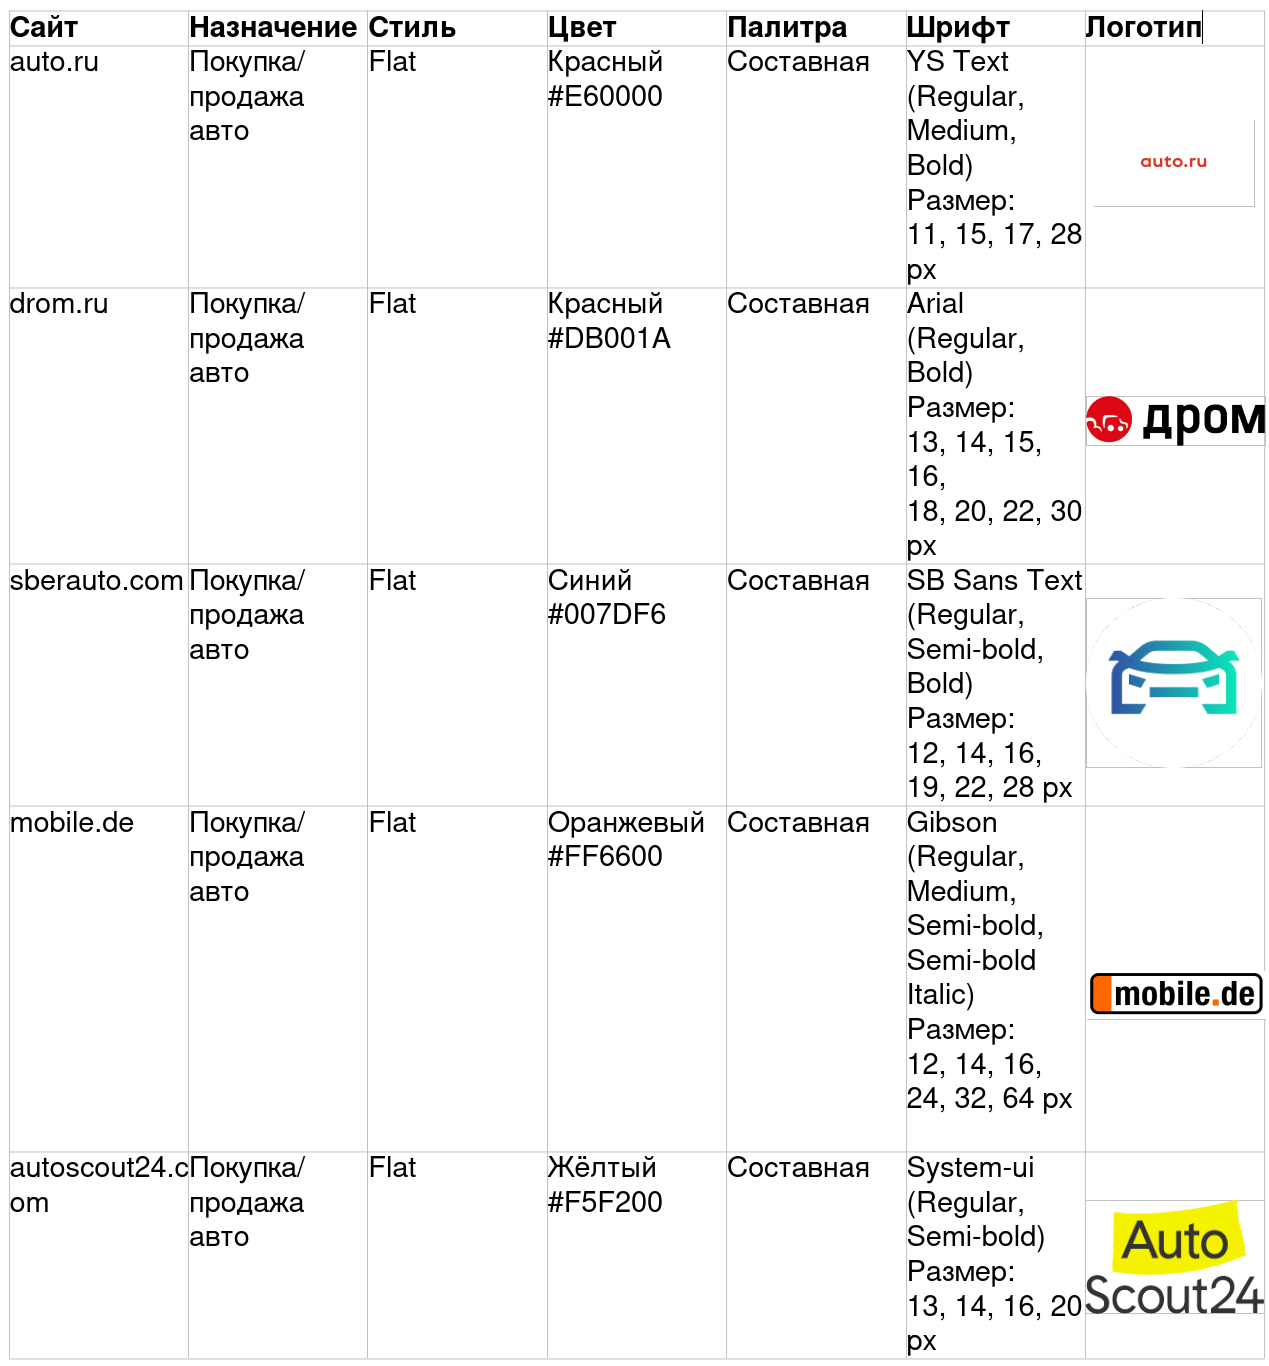 Сайт Назначение Стиль Цвет Палитра Шрифт Логотип
auto.ru Покупка/ Flat Красный Составная YS Text
продажа #E60000 (Regular,
авто Medium,
Bold)
auto.ru
Размер:
11, 15, 17, 28
px
drom.ru Покупка/ Flat Красный Составная Arial
продажа #DB001A (Regular,
авто Bold)
Размер:
дром
13, 14, 15,
16,
18, 20, 22, 30
px
sberauto.com Покупка/ Flat Синий Составная SB Sans Text
продажа #007DF6 (Regular,
авто Semi-bold,
Bold)
Размер:
12, 14, 16,
19, 22, 28 px
mobile.de Покупка/ Flat Оранжевый Составная Gibson
продажа #FF6600 (Regular,
авто Medium,
Semi-bold,
Semi-bold
Italic)
mobile.de
Размер:
12, 14, 16,
24, 32, 64 px
autoscout24.c Покупка/ Flat Жёлтый Составная System-ui
om продажа #F5F200 (Regular,
авто Semi-bold)
Auto
Размер:
13, 14, 16, 20
Scout24
px